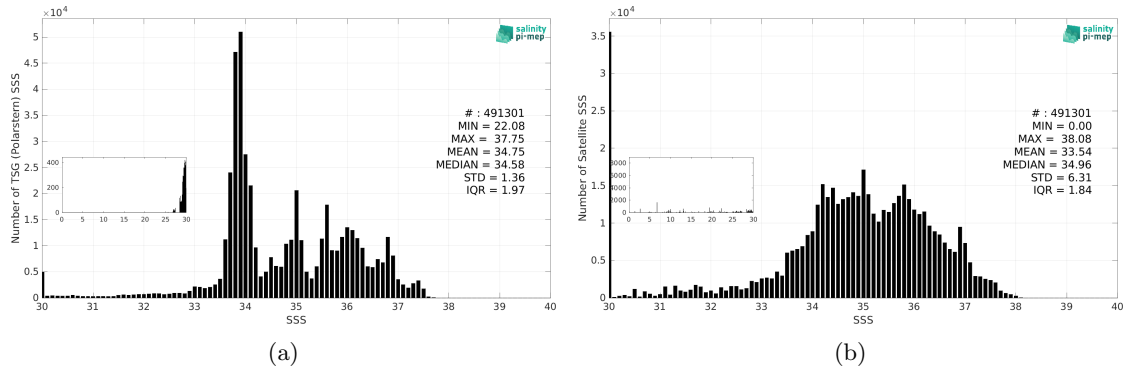 ×10⁴
5
4.5
4
3.5
3
2.5
2
1.5
1
0.5
0
Number of TSG (Polarstern) SSS
salinity
pi-mep
# : 491301
MIN = 22.08
MAX = 37.75
MEAN = 34.75
MEDIAN = 34.58
STD = 1.36
IQR = 1.97
400
200
0
0 5 10 15 20 25 30
30 31 32 33 34 35 36 37 38 39 40
SSS
(a)
×10⁴
3.5
3
2.5
2
1.5
1
0.5
0
Number of Satellite SSS
salinity
pi-mep
# : 491301
MIN = 0.00
MAX = 38.08
MEAN = 33.54
MEDIAN = 34.96
STD = 6.31
IQR = 1.84
8000
6000
4000
2000
0
0 5 10 15 20 25 30
30 31 32 33 34 35 36 37 38 39 40
SSS
(b)